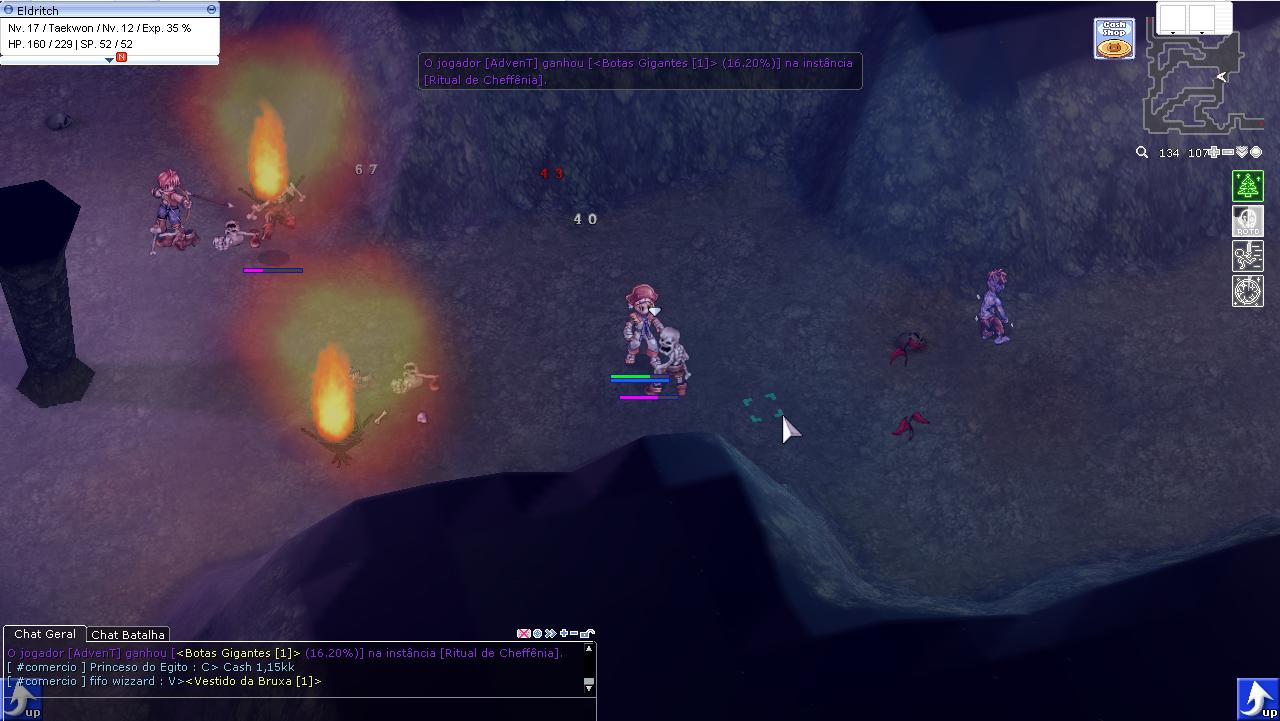 Eldritch
Nv. 17 / Taekwon / Nv. 12 / Exp. 35 %
HP. 160 / 229 | SP. 52 / 52
N
O jogador [AdvenT] ganhou [<Botas Gigantes [1]> (16.20%)] na instância
[Ritual de Cheffênia].
Cash
Shop
134 107
67
43
40
Chat Geral
Chat Batalha
O jogador [AdvenT] ganhou [<Botas Gigantes [1]> (16.20%)] na instância [Ritual de Cheffênia].
[ #comercio ] Princeso do Egito : C> Cash 1,15kk
[ #comercio ] fifo wizzard : V><Vestido da Bruxa [1]>
up
up